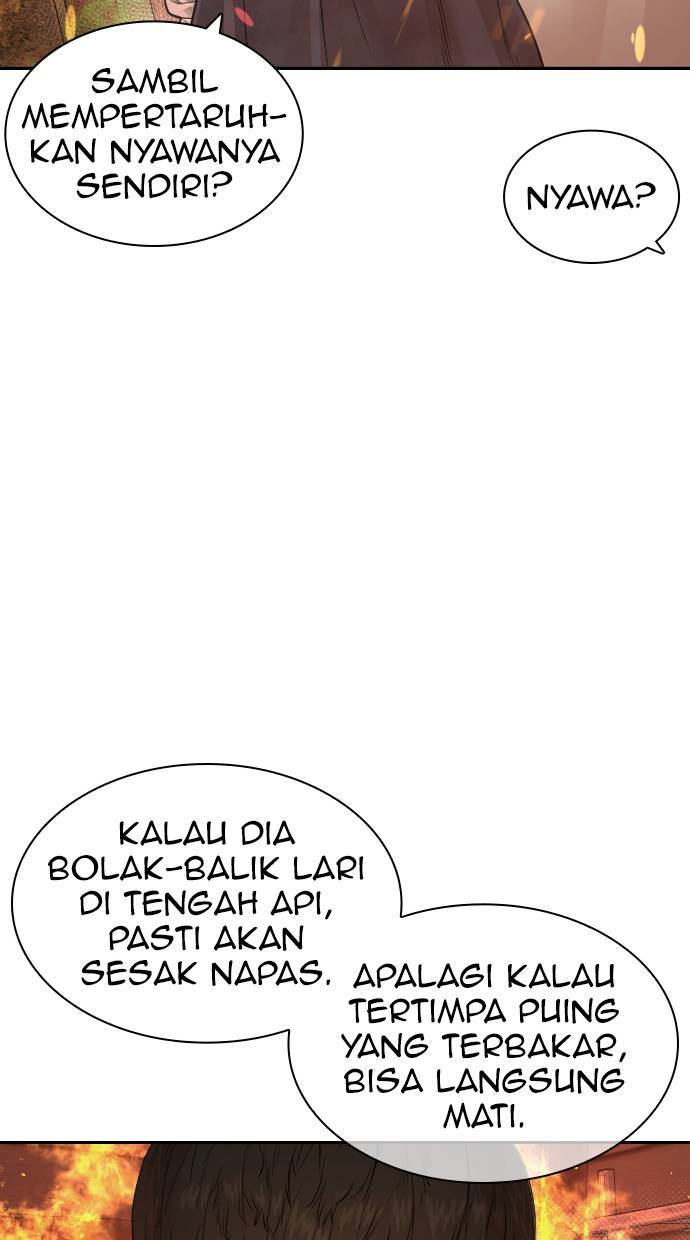 SAMBIL
MEMPERTARUH-
KAN NYAWANYA
SENDIRI?
NYAWA?
KALAU DIA
BOLAK-BALIK LARI
DI TENGAH API,
PASTI AKAN
SESAK NAPAS.
APALAGI KALAU
TERTIMPA PUING
YANG TERBAKAR,
BISA LANGSUNG
MATI.